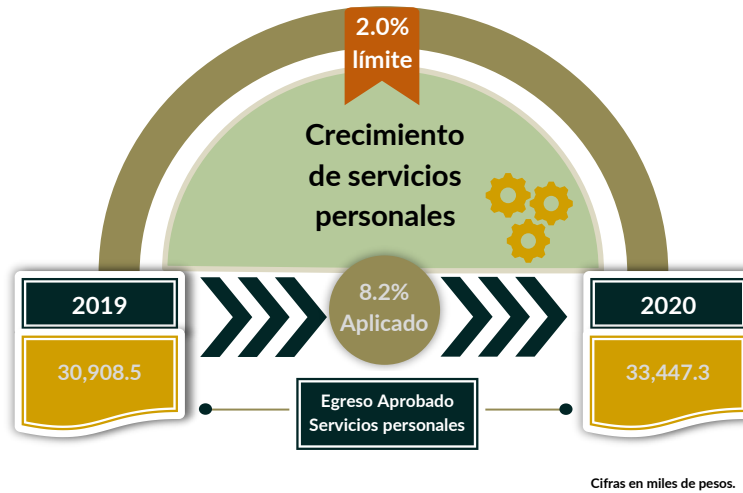 2.0%
límite
Crecimiento
de servicios
personales
2019
8.2%
Aplicado
2020
30,908.5
33,447.3
Egreso Aprobado
Servicios personales
Cifras en miles de pesos.